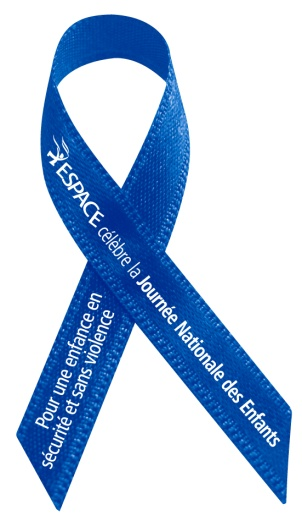 ESPACE célèbre la Journée Nationale des Enfants
Pour une enfance en
sécurité et sans violence